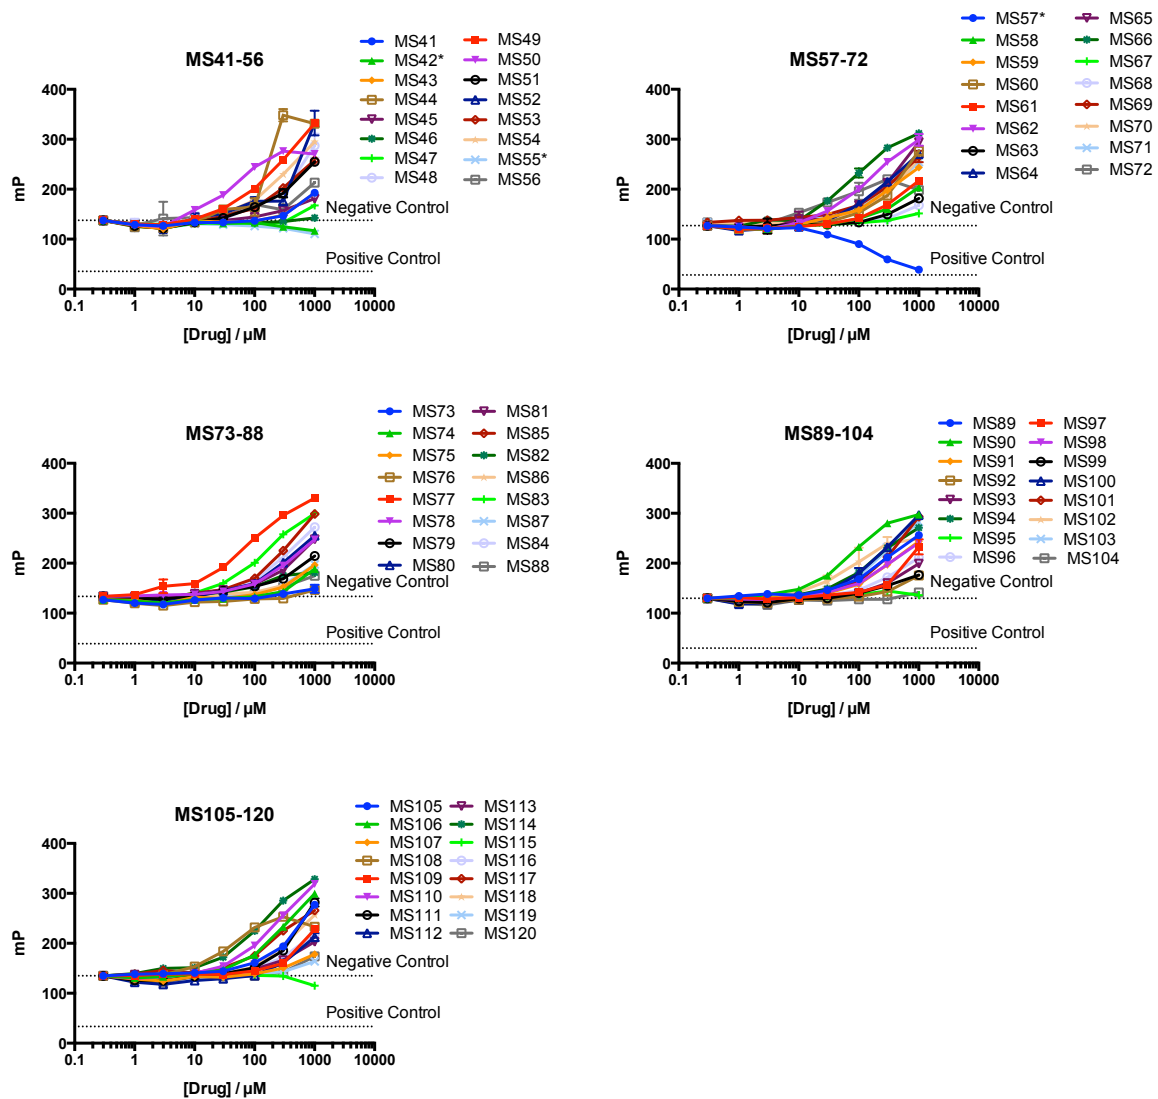 MS41-56
MS41 MS49
MS42* MS50
MS43 MS51
MS44 MS52
MS45 MS53
MS46 MS54
MS47 MS55*
MS48 MS56
400
300
200
100
0
mP
Negative Control
Positive Control
0.1 1 10 100 1000 10000
[Drug] / µM
MS57-72
MS57* MS65
MS58 MS66
MS59 MS67
MS60 MS68
MS61 MS69
MS62 MS70
MS63 MS71
MS64 MS72
400
300
200
100
0
mP
Negative Control
Positive Control
0.1 1 10 100 1000 10000
[Drug] / µM
MS73-88
MS73 MS81
MS74 MS85
MS75 MS82
MS76 MS86
MS77 MS83
MS78 MS87
MS79 MS84
MS80 MS88
400
300
200
100
0
mP
Negative Control
Positive Control
0.1 1 10 100 1000 10000
[Drug] / µM
MS89-104
MS89 MS97
MS90 MS98
MS91 MS99
MS92 MS100
MS93 MS101
MS94 MS102
MS95 MS103
MS96 MS104
400
300
200
100
0
mP
Negative Control
Positive Control
0.1 1 10 100 1000 10000
[Drug] / µM
MS105-120
MS105 MS113
MS106 MS114
MS107 MS115
MS108 MS116
MS109 MS117
MS110 MS118
MS111 MS119
MS112 MS120
400
300
200
100
0
mP
Negative Control
Positive Control
0.1 1 10 100 1000 10000
[Drug] / µM